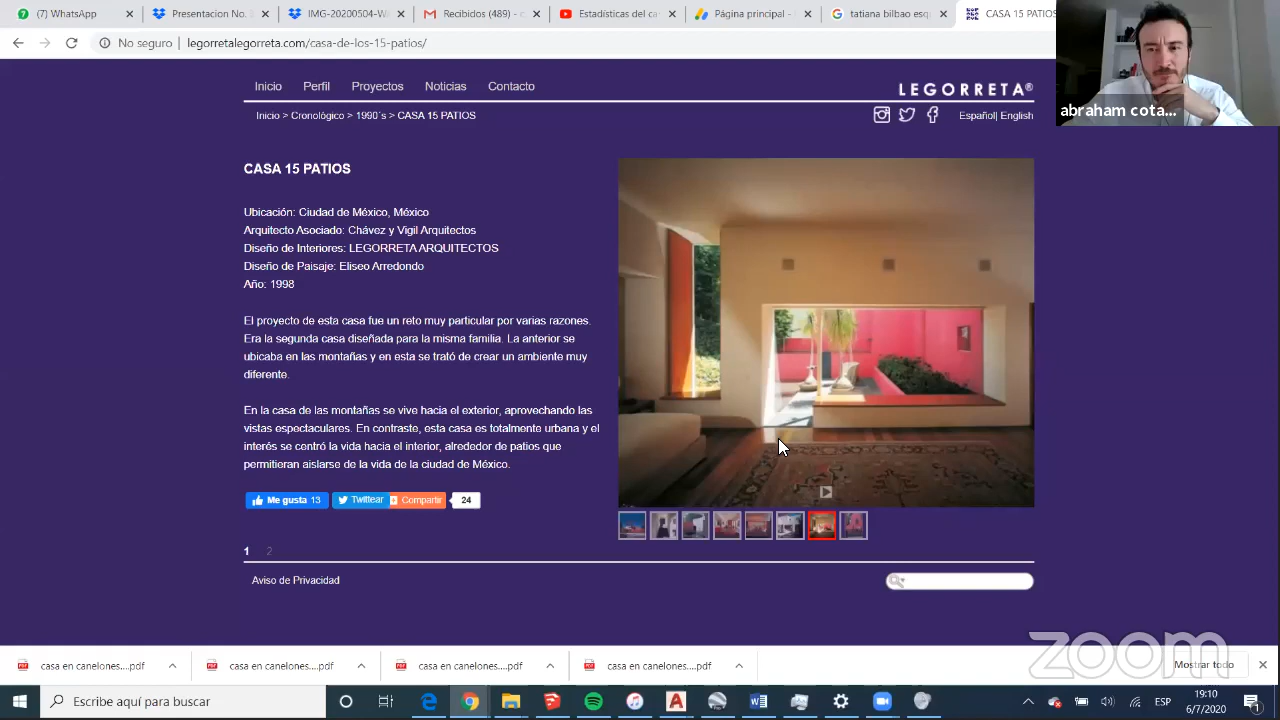 (7) WhatsApp
Presentacion No
IMG-20200104-W
Recibidos (489) - c
Estadísticas del ca
Página principal
tatiana bilbao esq
CASA 15 PATIOS
No seguro
legorretalegorreta.com/casa-de-los-15-patios/
abraham cota...
Inicio
Perfil
Proyectos
Noticias
Contacto
LEGORRETA®
Inicio > Cronológico > 1990´s > CASA 15 PATIOS
Español| English
CASA 15 PATIOS
Ubicación: Ciudad de México, México
Arquitecto Asociado: Chávez y Vigil Arquitectos
Diseño de Interiores: LEGORRETA ARQUITECTOS
Diseño de Paisaje: Eliseo Arredondo
Año: 1998
El proyecto de esta casa fue un reto muy particular por varias razones.
Era la segunda casa diseñada para la misma familia. La anterior se
ubicaba en las montañas y en esta se trató de crear un ambiente muy
diferente.
En la casa de las montañas se vive hacia el exterior, aprovechando las
vistas espectaculares. En contraste, esta casa es totalmente urbana y el
interés se centró la vida hacia el interior, alrededor de patios que
permitieran aislarse de la vida de la ciudad de México.
Me gusta 13
Twittear
Compartir
24
1 2
Aviso de Privacidad
zoom
casa en canelones....pdf
casa en canelones....pdf
casa en canelones....pdf
casa en canelones....pdf
Mostrar todo
Escribe aquí para buscar
ESP
19:10
6/7/2020